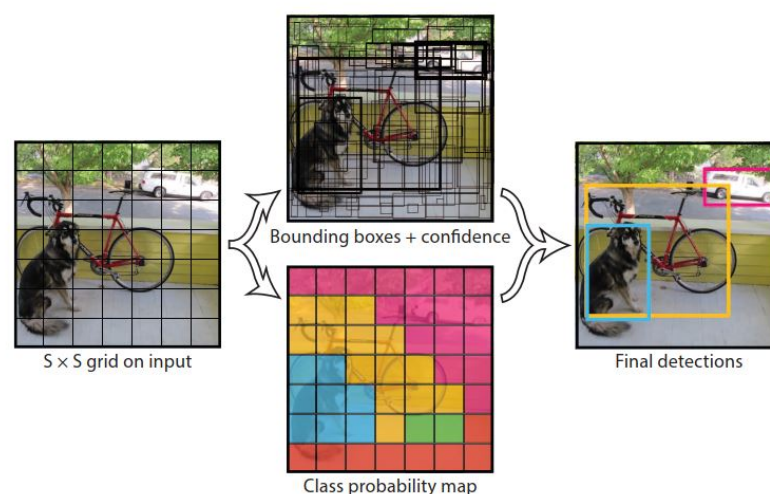 Bounding boxes + confidence
S × S grid on input
Final detections
Class probability map